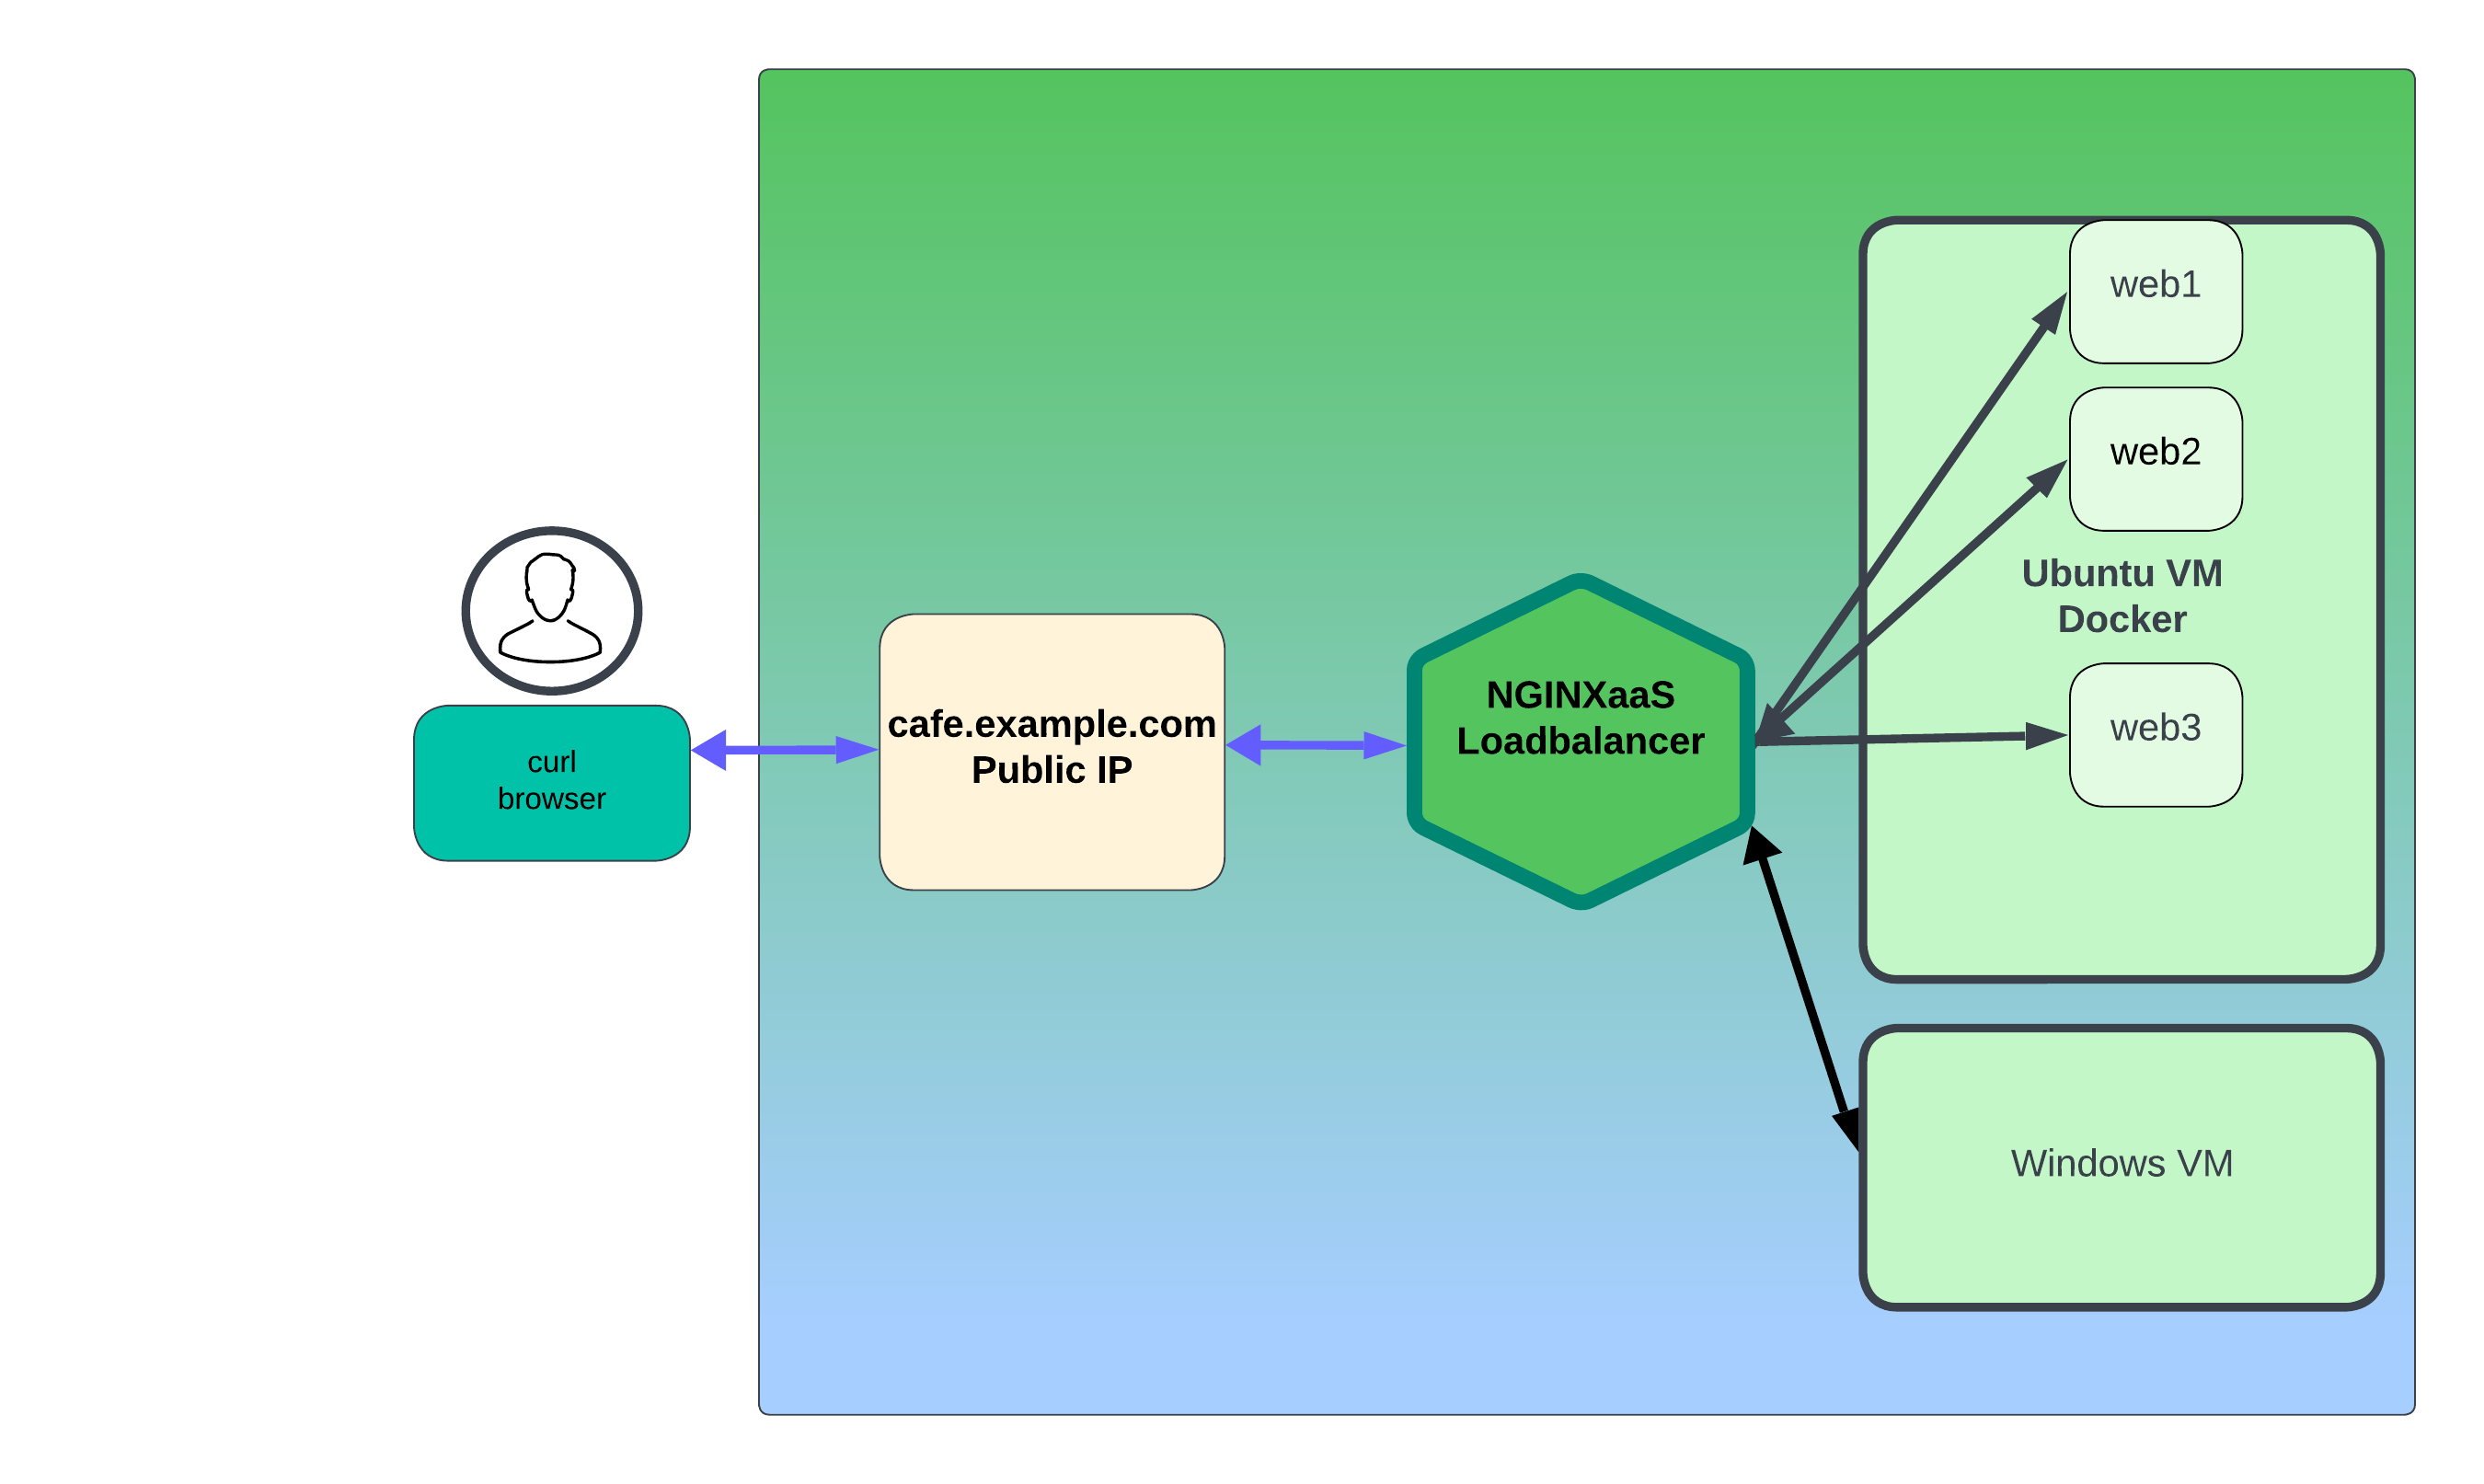 curl
browser
cafe.example.com
Public IP
NGINXaaS
Loadbalancer
web1
web2
Ubuntu VM
Docker
web3
Windows VM